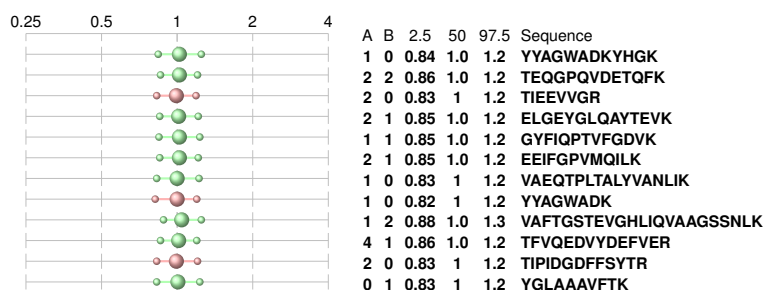 0.25 0.5 1 2 4
A B 2.5 50 97.5 Sequence
1 0 0.84 1.0 1.2 YYAGWADKYHGK
2 2 0.86 1.0 1.2 TEQGPQVDETQFK
2 0 0.83 1 1.2 TIEEVVGR
2 1 0.85 1.0 1.2 ELGEYGLQAYTEVK
1 1 0.85 1.0 1.2 GYFIQPTVFGDVK
2 1 0.85 1.0 1.2 EEIFGPVMQILK
1 0 0.83 1 1.2 VAEQTPLTALYVANLIK
1 0 0.82 1 1.2 YYAGWADK
1 2 0.88 1.0 1.3 VAFTGSTEVGHLIQVAAGSSNLK
4 1 0.86 1.0 1.2 TFVQEDVYDEFVER
2 0 0.83 1 1.2 TIPIDGDFFSYTR
0 1 0.83 1 1.2 YGLAAAVFTK